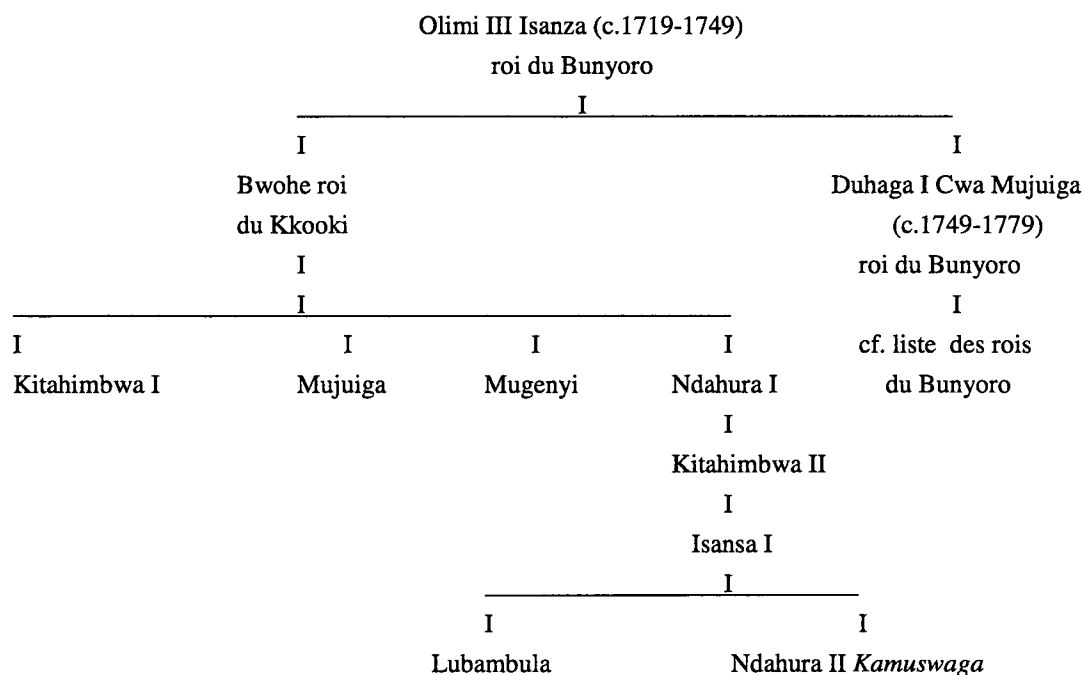 Olimi III Isanza (c.1719-1749)
roi du Bunyoro
I
I I
Bwohe roi Duhaga I Cwa Mujuiga
du Kkooki (c.1749-1779)
I roi du Bunyoro
I I
I I I I cf. liste des rois
Kitahimbwa I Mujuiga Mugenyi Ndahura I du Bunyoro
I
Kitahimbwa II
I
Isansa I
I
I I
Lubambula Ndahura II Kamuswaga